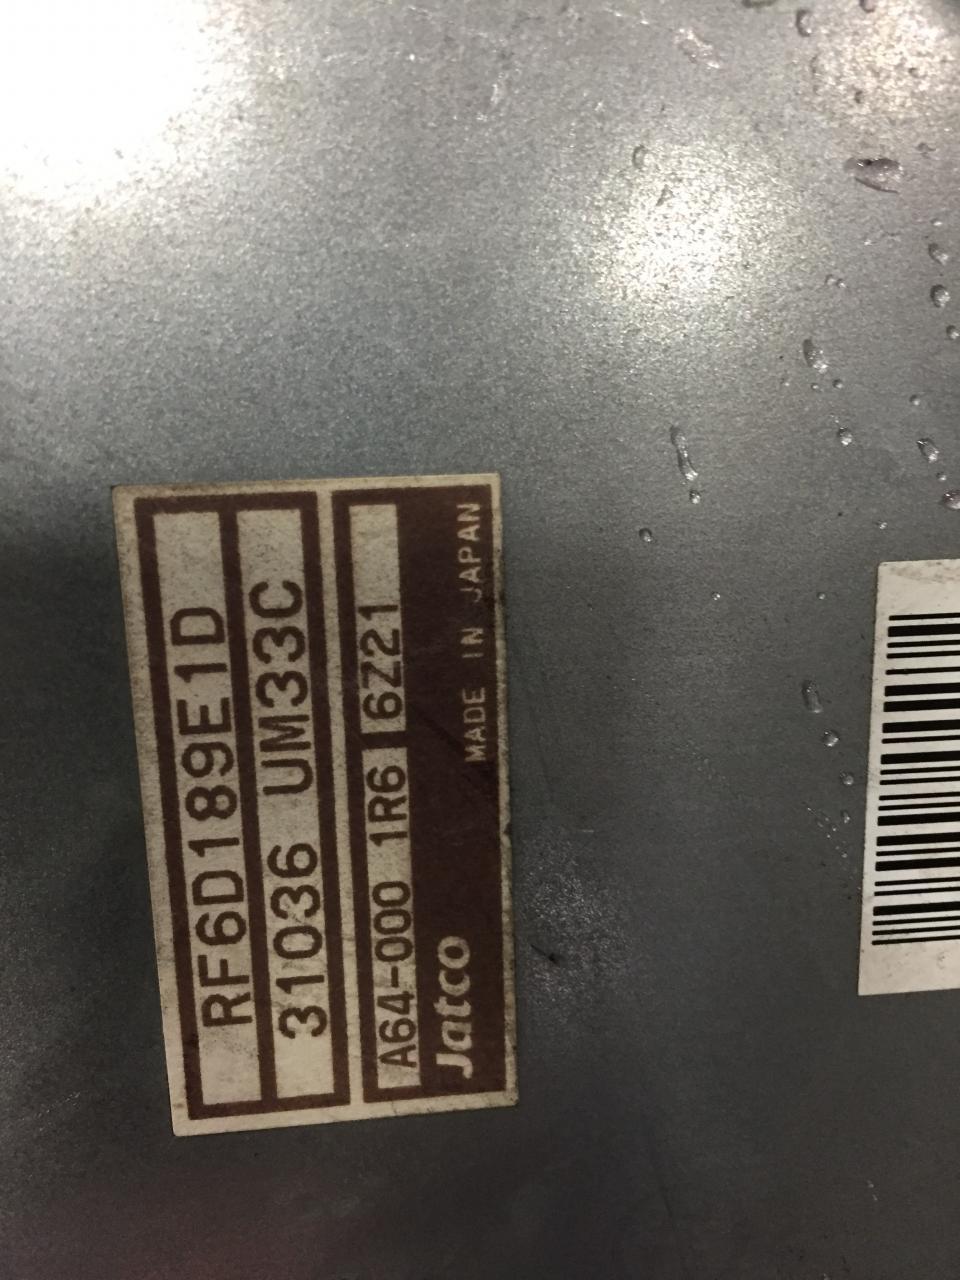 RF6D189E1D
31036 UM33C
A64-000 1R6 6Z21
Jatco MADE IN JAPAN